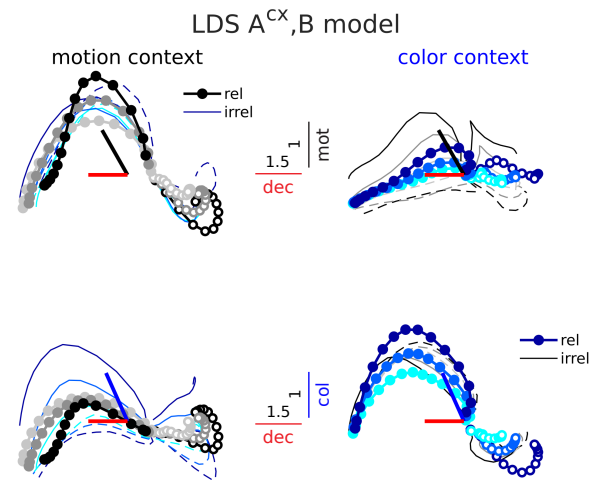 LDS A^cx,B model
motion context
color context
rel
irrel
1
1.5
mot
dec
rel
irrel
1
1.5
col
dec